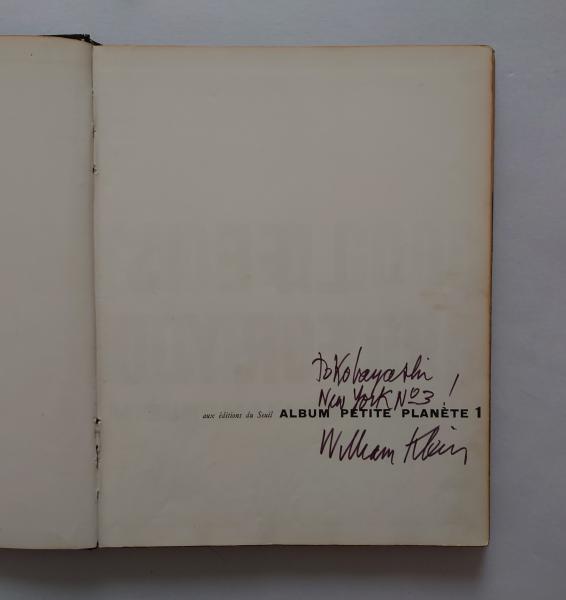 To Kobayashi
New York No3!
aux éditions du Seuil ALBUM PETITE PLANÈTE 1
William Klein